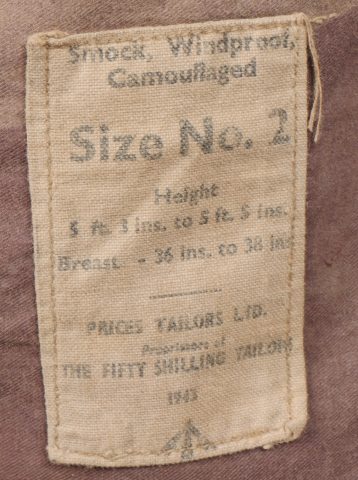 Smock, Windproof,
Camouflaged
Size No. 2
Height
5 ft. 3 ins. to 5 ft. 5 ins.
Breast - 36 ins. to 38 ins
PRICES TAILORS LTD.
Proprietors of
THE FIFTY SHILLING TAILORS
1943